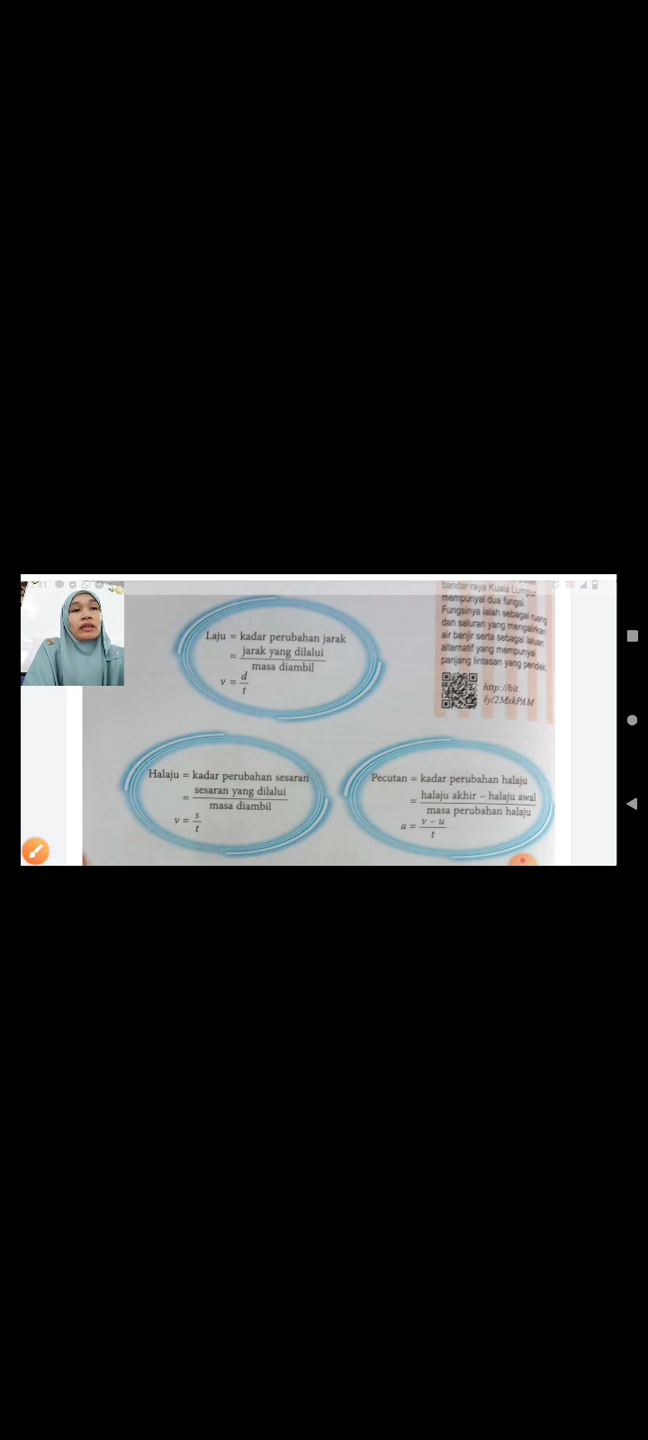 Laju = kadar perubahan jarak
= jarak yang dilalui
masa diambil
v = d
t
bandar raya Kuala Lumpur
mempunyai dua fungsi.
Fungsinya ialah sebagai ruang
dan saluran yang mengalirkan
air banjir serta sebagai laluan
alternatif yang mempunyai
panjang lintasan yang pendek.
http://bit.
ly/2MxkPAM
Halaju = kadar perubahan sesaran
= sesaran yang dilalui
masa diambil
v = s
t
Pecutan = kadar perubahan halaju
= halaju akhir – halaju awal
masa perubahan halaju
a = v – u
t